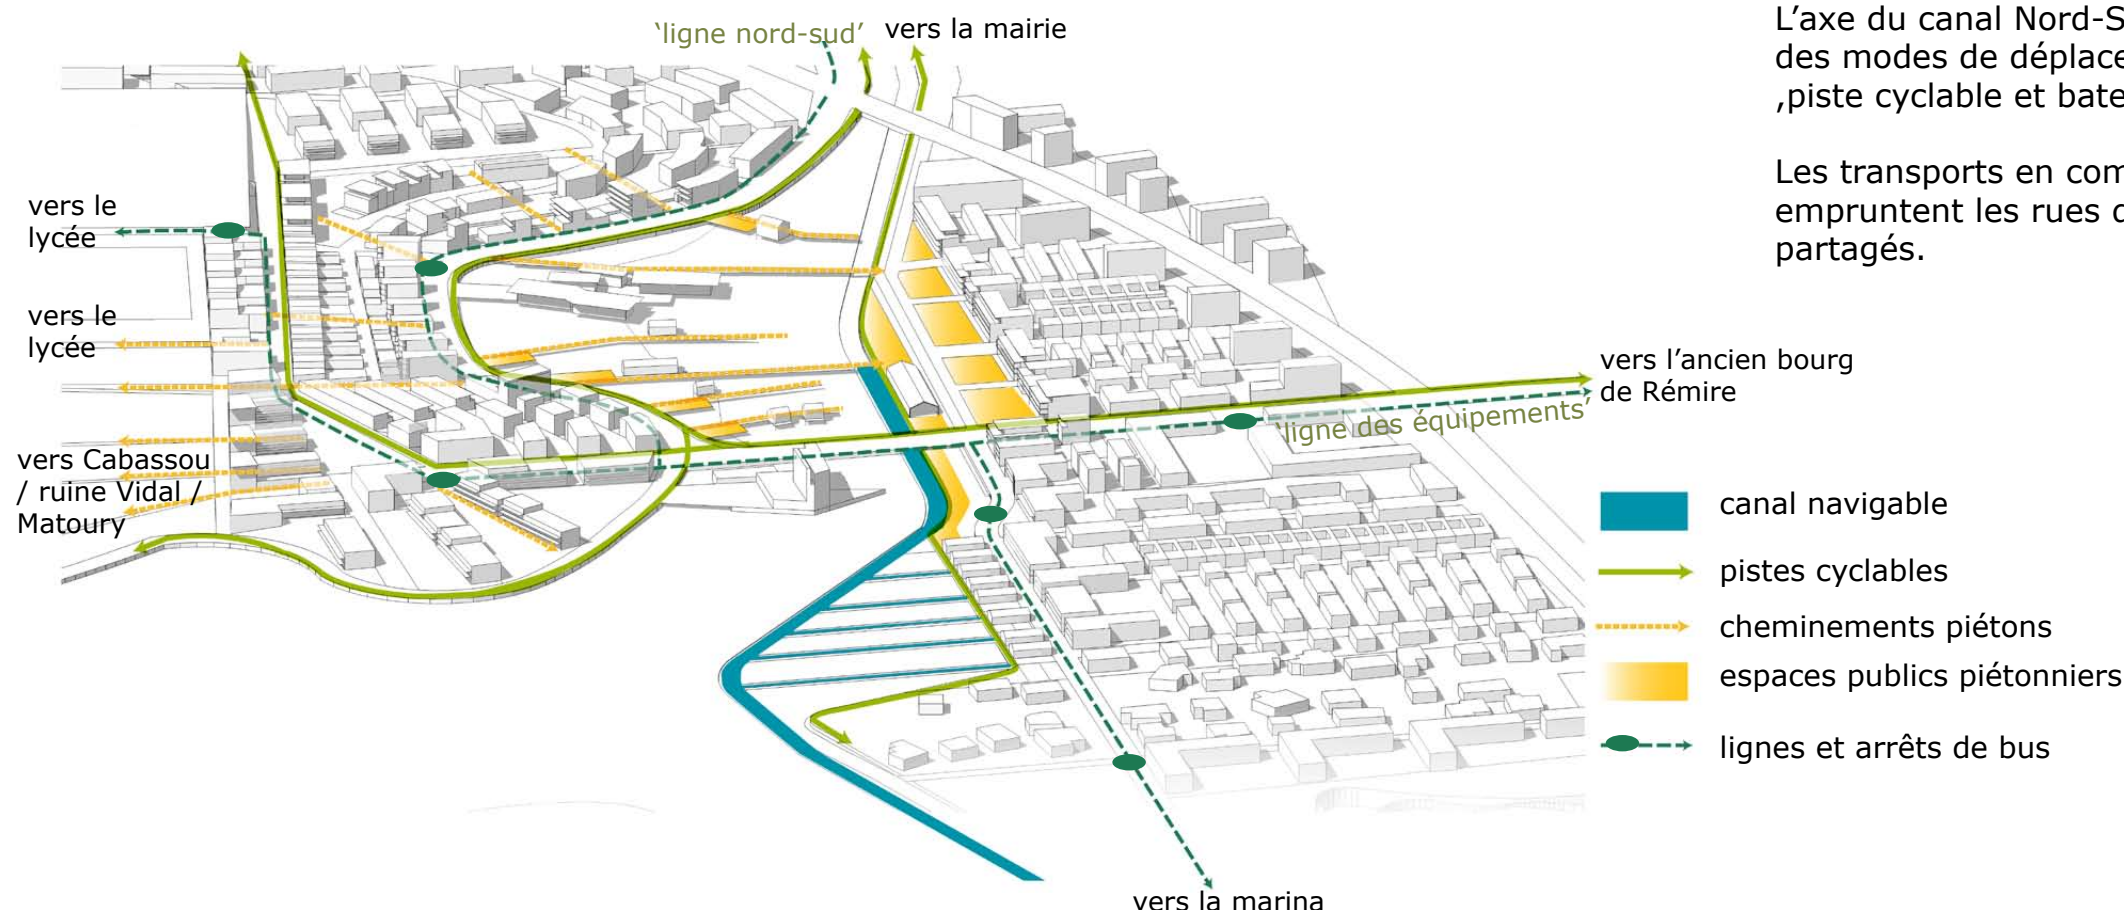 'ligne nord-sud'
vers la mairie
L'axe du canal Nord-S
des modes de déplace
,piste cyclable et bate
Les transports en com
empruntent les rues
partagés.
vers le
lycée
vers le
lycée
vers l'ancien bourg
de Rémire
'ligne des équipements'
vers Cabassou
/ ruine Vidal /
Matoury
canal navigable
pistes cyclables
cheminements piétons
espaces publics piétonniers
lignes et arrêts de bus
vers la marina